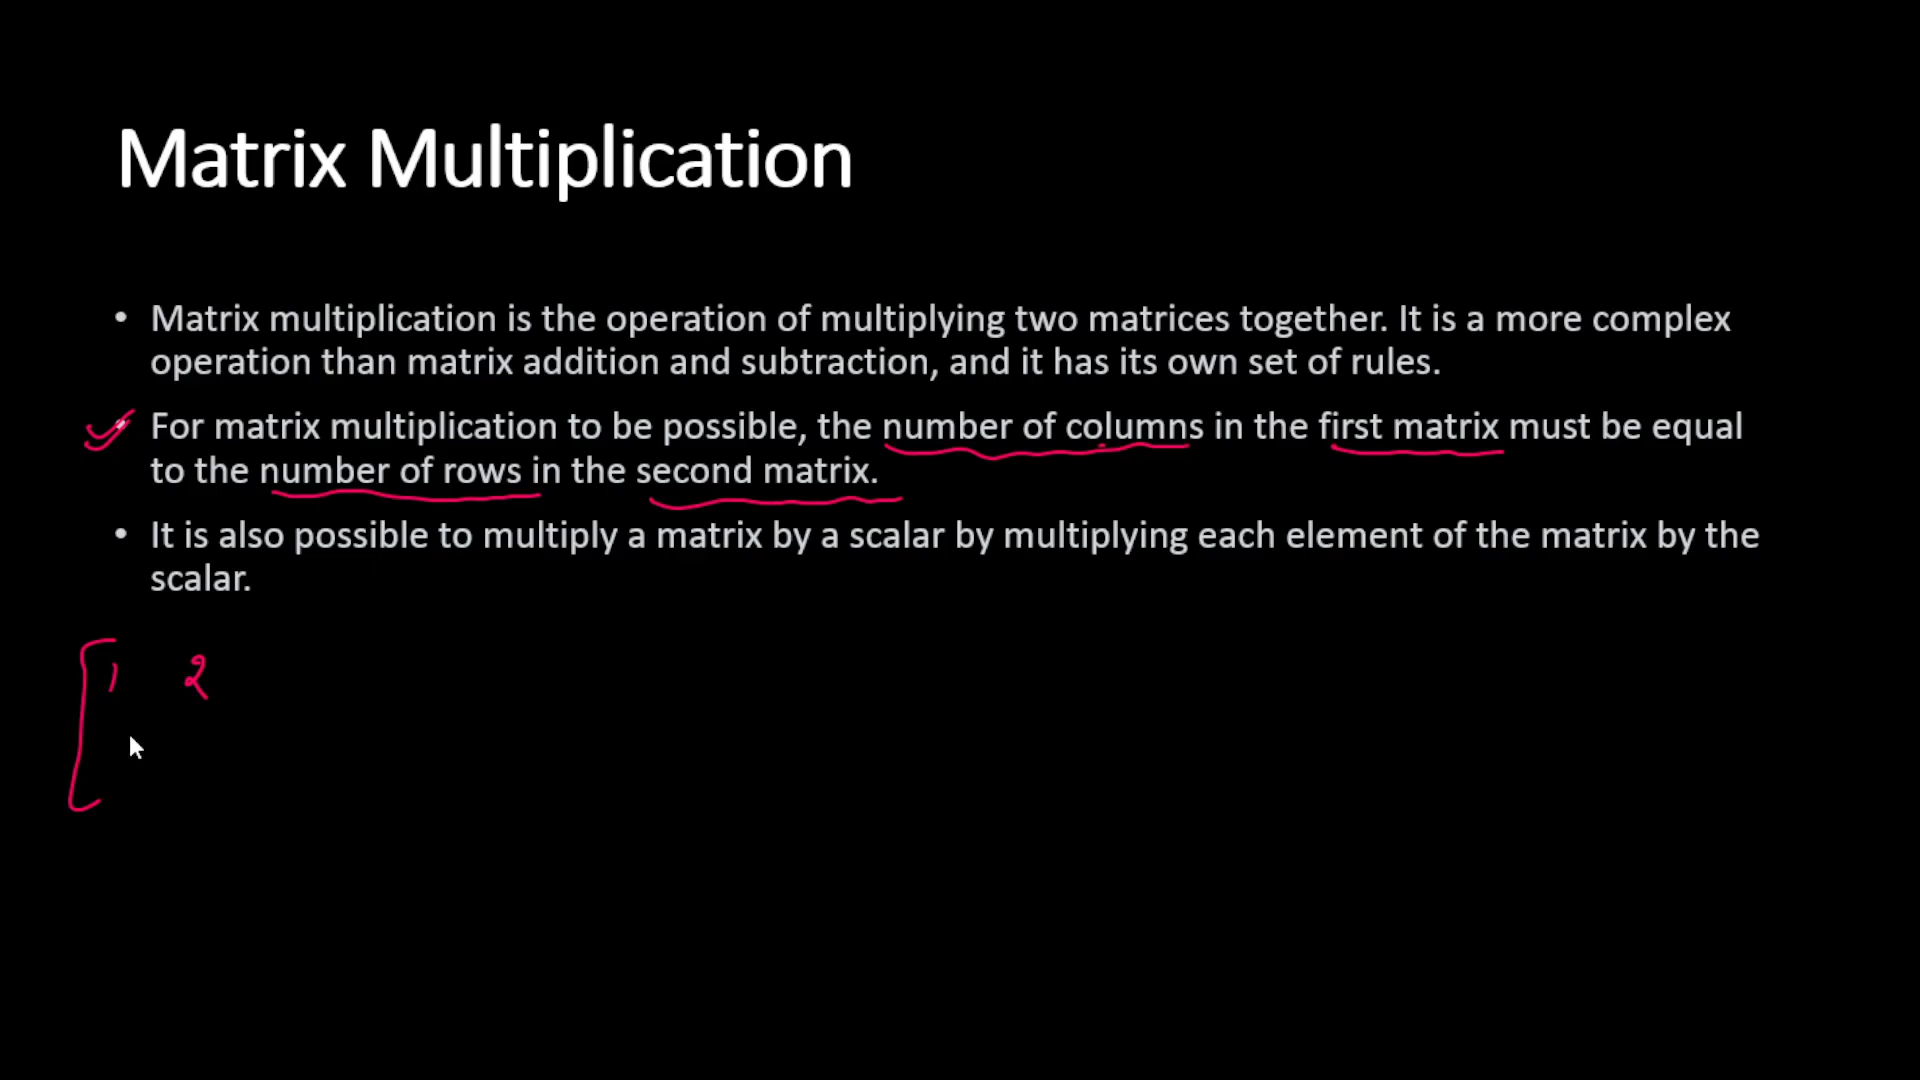 Matrix Multiplication
• Matrix multiplication is the operation of multiplying two matrices together. It is a more complex
operation than matrix addition and subtraction, and it has its own set of rules.
For matrix multiplication to be possible, the number of columns in the first matrix must be equal
to the number of rows in the second matrix.
• It is also possible to multiply a matrix by a scalar by multiplying each element of the matrix by the
scalar.
[1 2